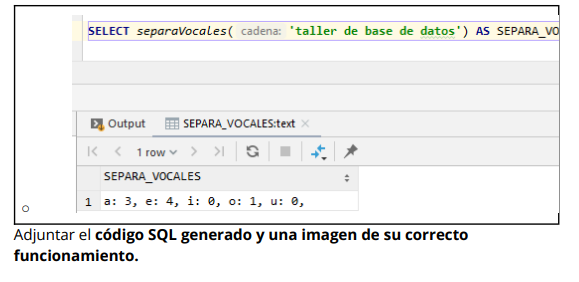 SELECT separaVocales( cadena: 'taller de base de datos') AS SEPARA_VO
Output SEPARA_VOCALES:text
1 row
SEPARA_VOCALES
1 a: 3, e: 4, i: 0, o: 1, u: 0,
Adjuntar el código SQL generado y una imagen de su correcto
funcionamiento.